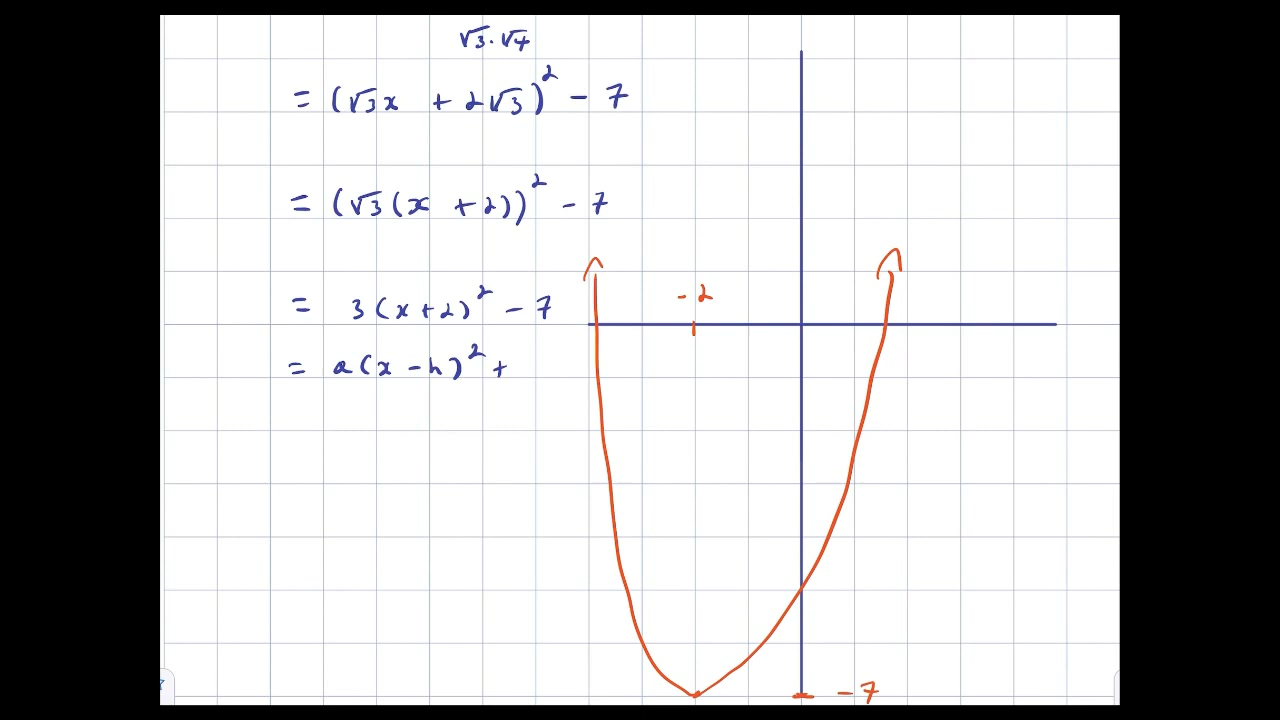 √3 · √4
= (√3x + 2√3)² - 7
= (√3(x + 2))² - 7
= 3(x+2)² - 7
= a(x - h)² +
-2
-7